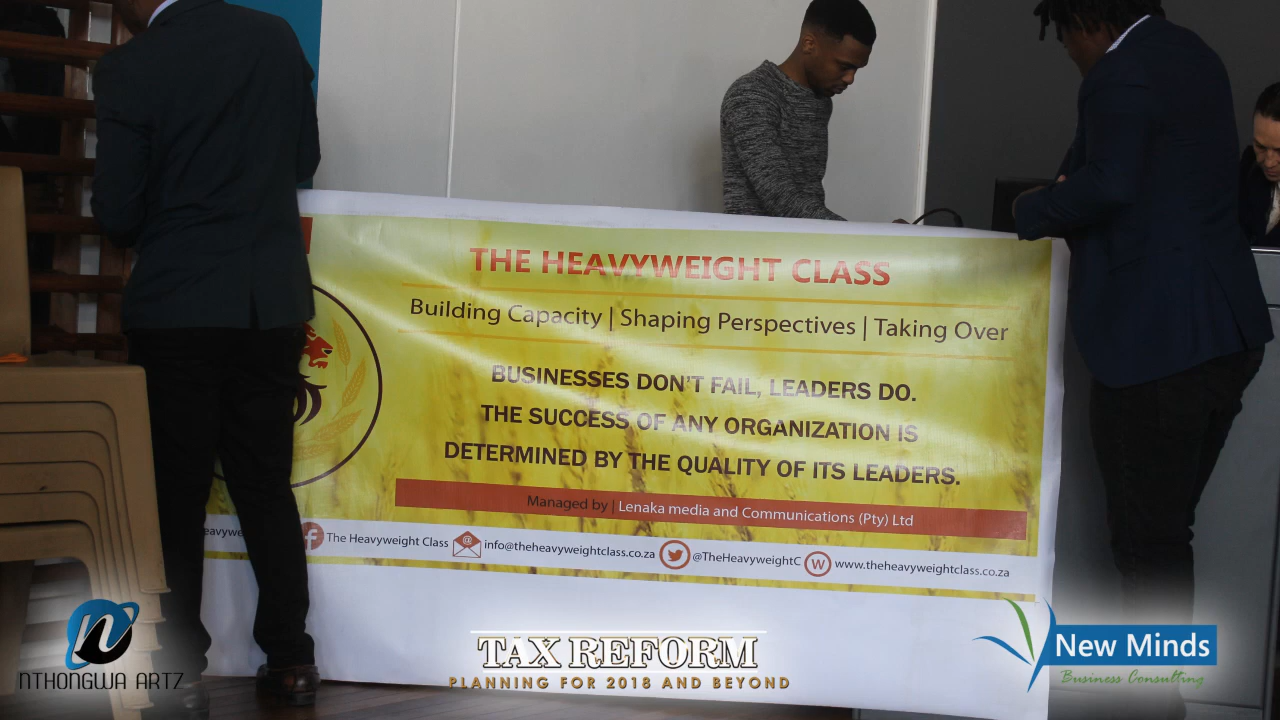 THE HEAVYWEIGHT CLASS
Building Capacity | Shaping Perspectives | Taking Over
BUSINESSES DON'T FAIL, LEADERS DO.
THE SUCCESS OF ANY ORGANIZATION IS
DETERMINED BY THE QUALITY OF ITS LEADERS.
Managed by | Lenaka media and Communications (Pty) Ltd
The Heavyweight Class info@theheavyweightclass.co.za @TheHeavyweightC www.theheavyweightclass.co.za
NTHONGWA ARTZ
TAX REFORM
PLANNING FOR 2018 AND BEYOND
New Minds
Business Consulting